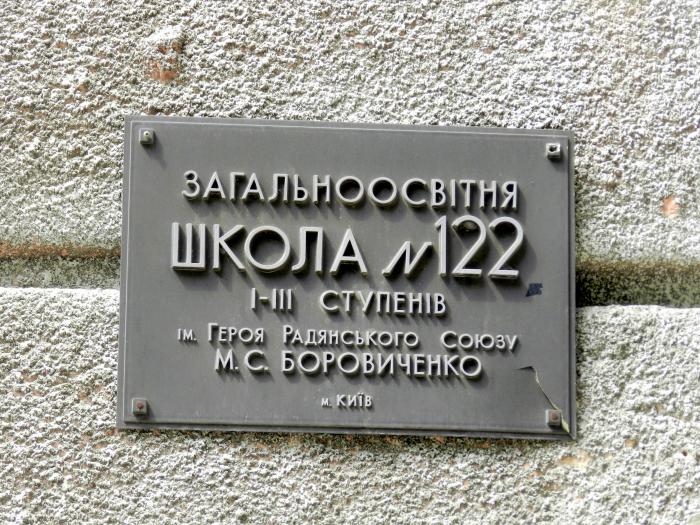 ЗАГАЛЬНООСВІТНЯ
ШКОЛА №122
І-ІІІ СТУПЕНІВ
ІМ. ГЕРОЯ РАДЯНСЬКОГО СОЮЗУ
М.С. БОРОВИЧЕНКО
М. КИЇВ